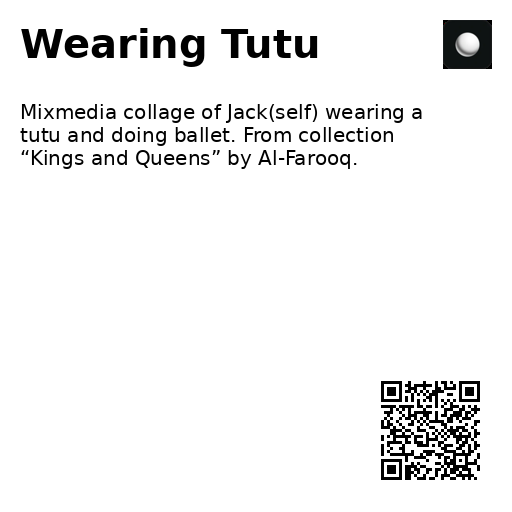 Wearing Tutu
Mixmedia collage of Jack(self) wearing a
tutu and doing ballet. From collection
“Kings and Queens” by Al-Farooq.